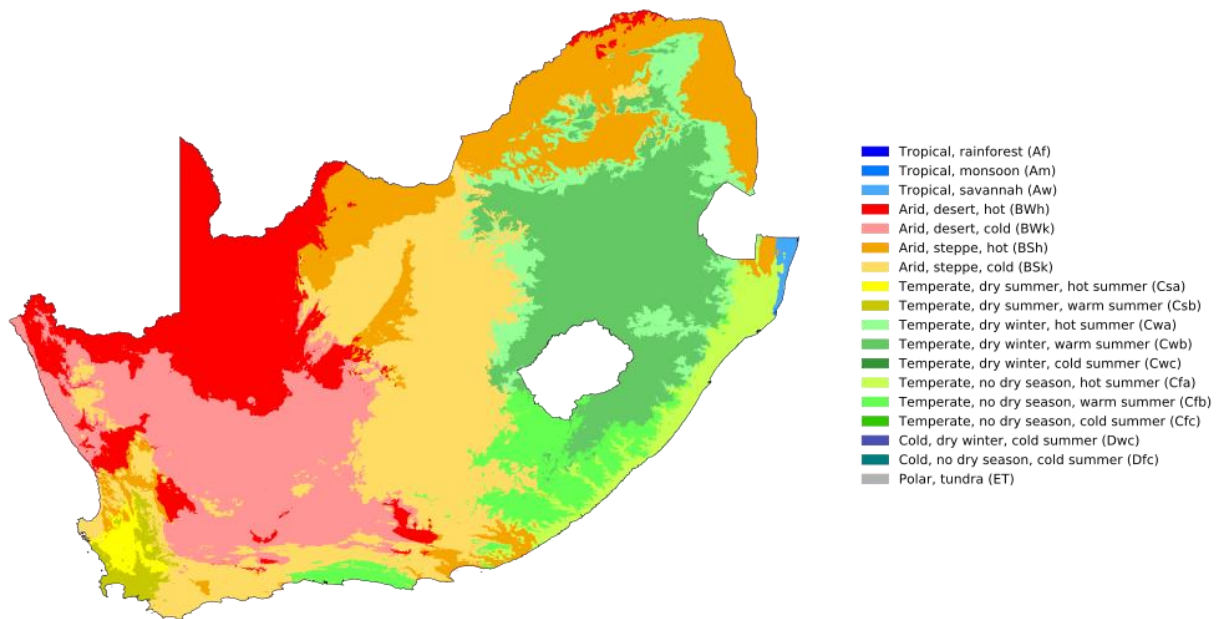 Tropical, rainforest (Af)
Tropical, monsoon (Am)
Tropical, savannah (Aw)
Arid, desert, hot (BWh)
Arid, desert, cold (BWk)
Arid, steppe, hot (BSh)
Arid, steppe, cold (BSk)
Temperate, dry summer, hot summer (Csa)
Temperate, dry summer, warm summer (Csb)
Temperate, dry winter, hot summer (Cwa)
Temperate, dry winter, warm summer (Cwb)
Temperate, dry winter, cold summer (Cwc)
Temperate, no dry season, hot summer (Cfa)
Temperate, no dry season, warm summer (Cfb)
Temperate, no dry season, cold summer (Cfc)
Cold, dry winter, cold summer (Dwc)
Cold, no dry season, cold summer (Dfc)
Polar, tundra (ET)